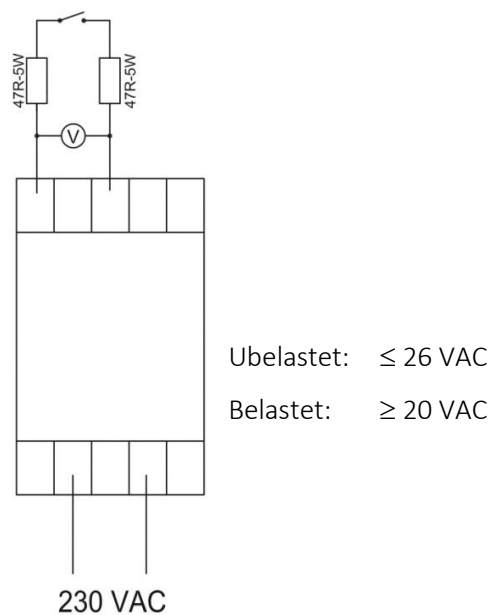 47R-5W
47R-5W
V
Ubelastet: ≤ 26 VAC
Belastet: ≥ 20 VAC
230 VAC